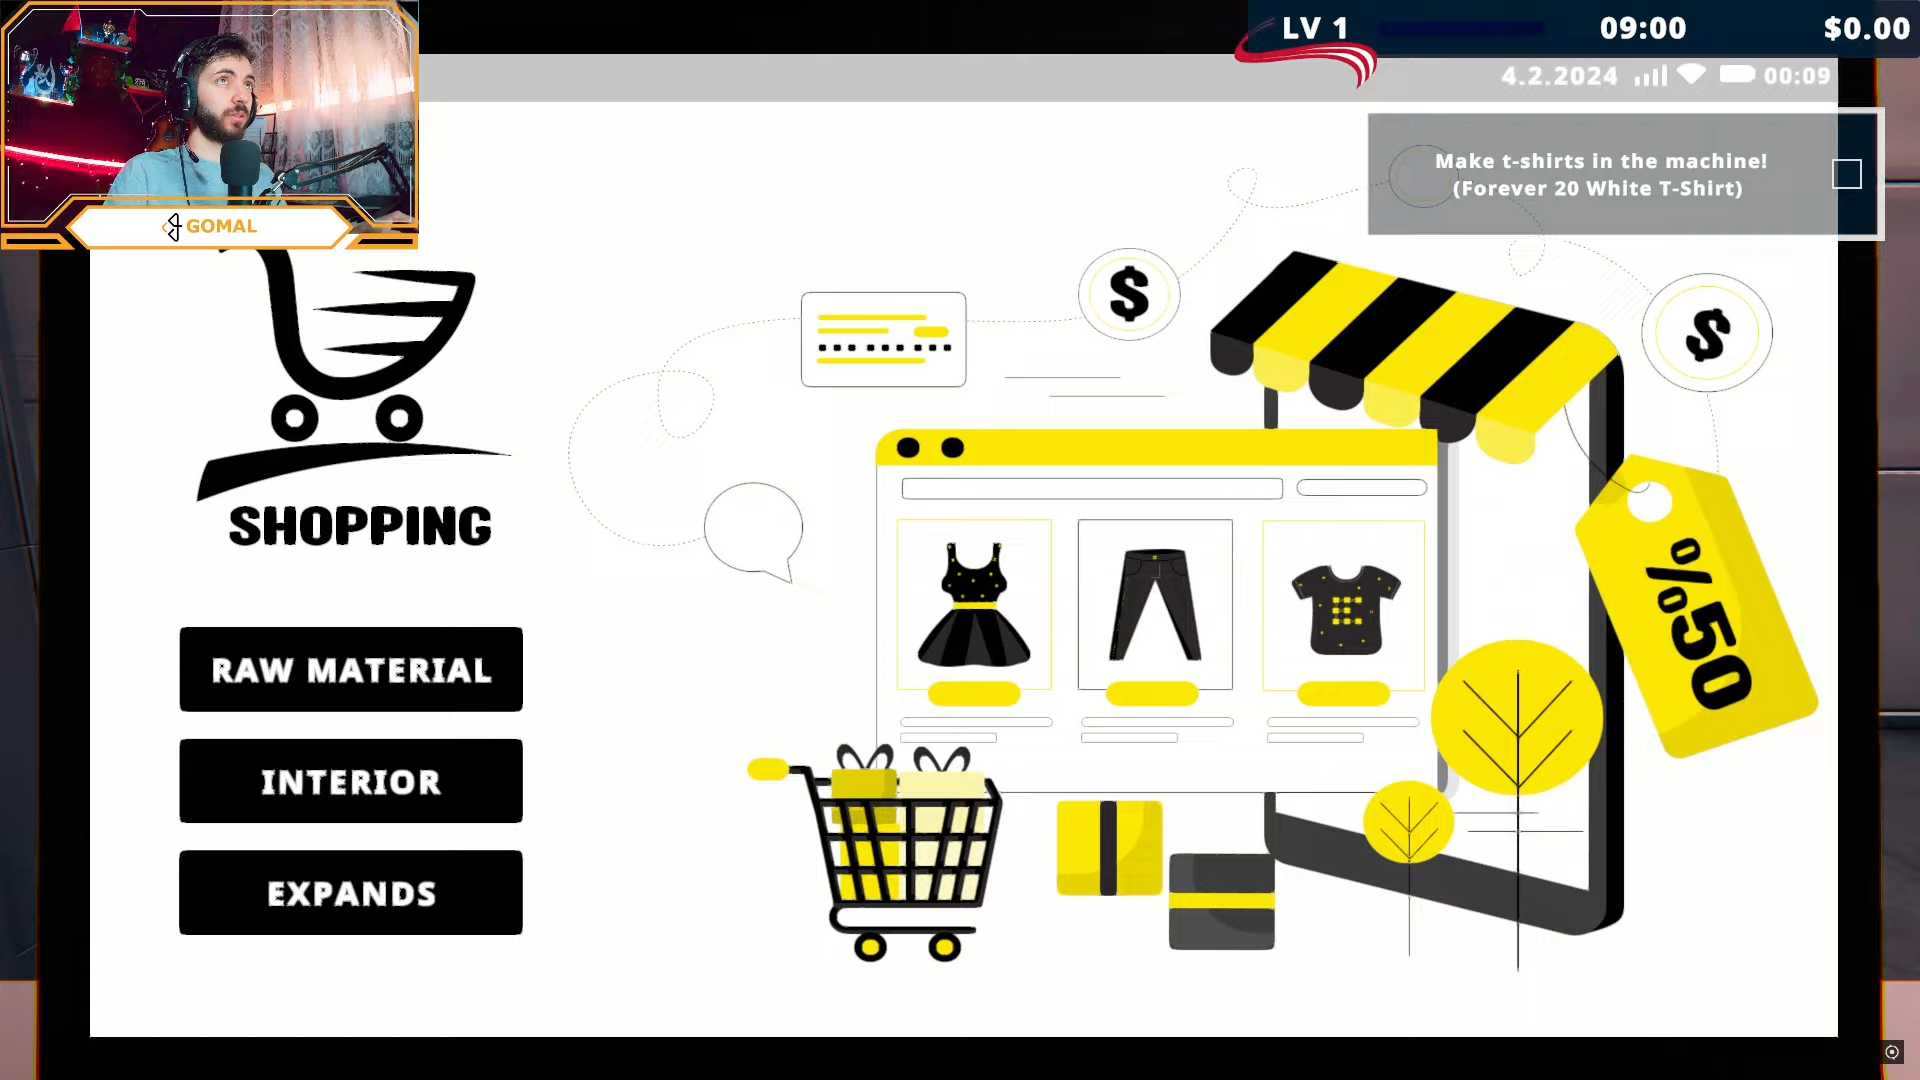 LV 1
09:00
$0.00
4.2.2024
00:09
Make t-shirts in the machine!
(Forever 20 White T-Shirt)
GOMAL
$
$
SHOPPING
%50
RAW MATERIAL
INTERIOR
EXPANDS